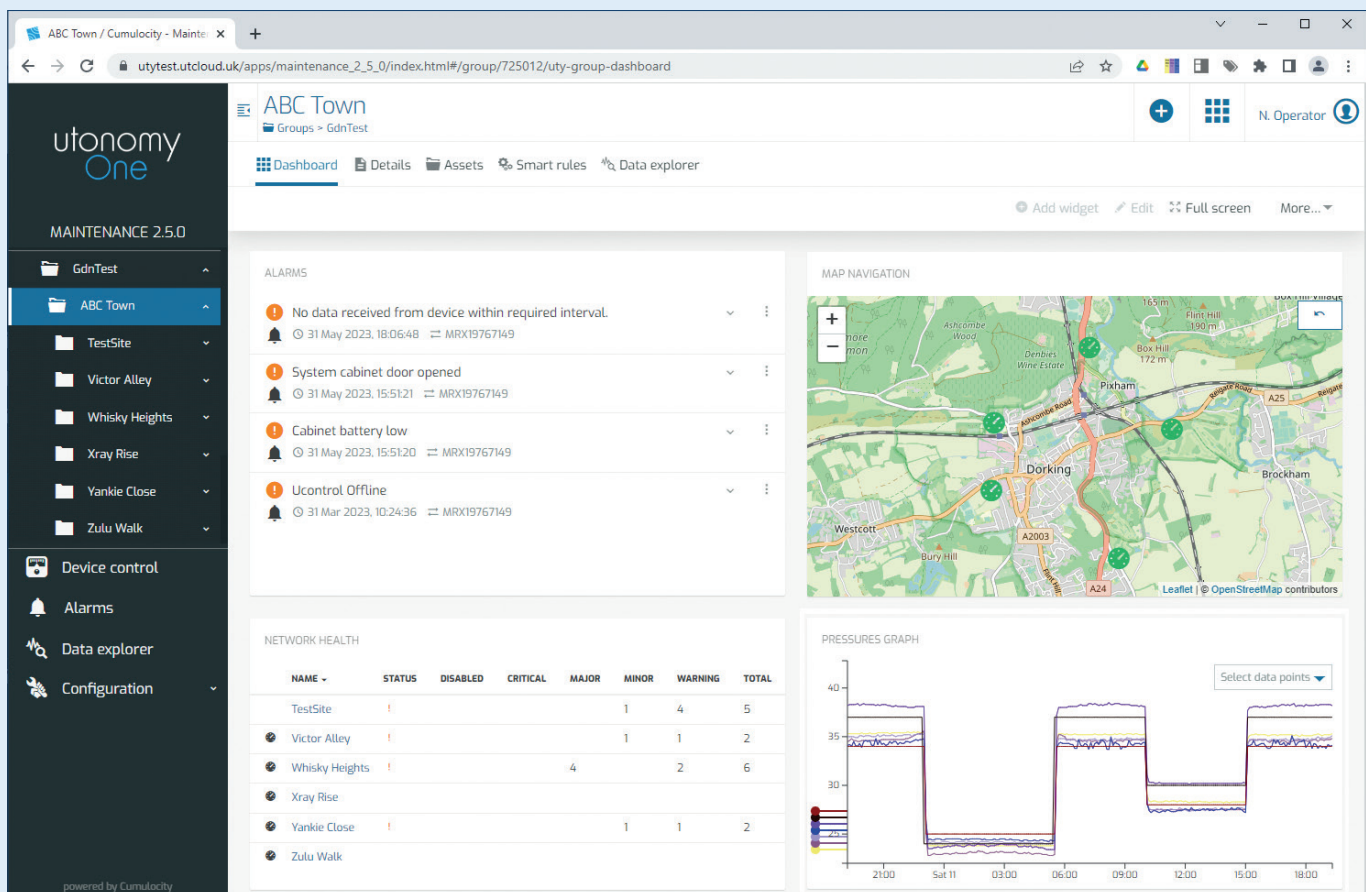 ABC Town / Cumulocity - Mainte
utytest.utcloud.uk/apps/maintenance_2_5_0/index.html#/group/725012/uty-group-dashboard
utonomy
One
MAINTENANCE 2.5.0
GdnTest
ABC Town
TestSite
Victor Alley
Whisky Heights
Xray Rise
Yankie Close
Zulu Walk
Device control
Alarms
Data explorer
Configuration
powered by Cumulocity
ABC Town
Groups > GdnTest
N. Operator
Dashboard Details Assets Smart rules Data explorer
Add widget Edit Full screen More...
ALARMS
No data received from device within required interval.
31 May 2023, 18:06:48 MRX19767149
System cabinet door opened
31 May 2023, 15:51:21 MRX19767149
Cabinet battery low
31 May 2023, 15:51:20 MRX19767149
Ucontrol Offline
31 Mar 2023, 10:24:36 MRX19767149
MAP NAVIGATION
+
−
165 m
Box Hill Village
Flint Hill
190 m
Ashcombe
Wood
nmore
mon
Denbies
Wine Estate
Box Hill
172 m
Pixham
Reigate Road
A25
Reigate
Ashcombe Road
Dorking
Brockham
Westcott
A2003
Bury Hill
Flint Hill
A24
Leaflet | © OpenStreetMap contributors
NETWORK HEALTH
NAME STATUS DISABLED CRITICAL MAJOR MINOR WARNING TOTAL
TestSite ! 1 4 5
Victor Alley ! 1 1 2
Whisky Heights ! 4 2 6
Xray Rise
Yankie Close ! 1 1 2
Zulu Walk
PRESSURES GRAPH
Select data points
40
35
30
25
21:00 Sat 11 03:00 06:00 09:00 12:00 15:00 18:00